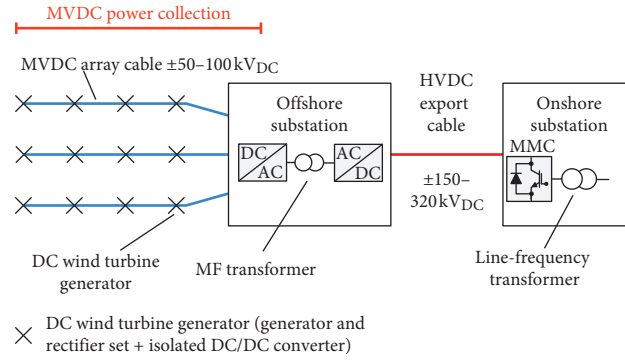 MVDC power collection
MVDC array cable ±50–100 kV_DC
Offshore
substation
HVDC
export
cable
Onshore
substation
MMC
DC
AC
AC
DC
±150–
320 kV_DC
DC wind turbine
generator
MF transformer
Line-frequency
transformer
DC wind turbine generator (generator and
rectifier set + isolated DC/DC converter)